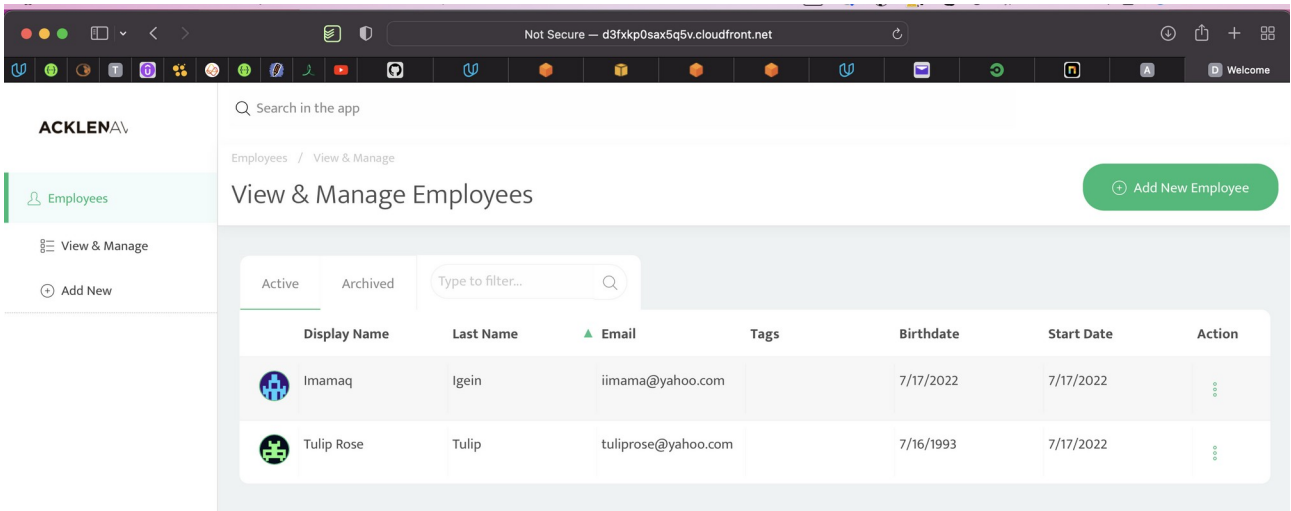 Not Secure — d3fxkp0sax5q5v.cloudfront.net
T n A D Welcome
ACKLENAV
Search in the app
Employees / View & Manage
View & Manage Employees
Add New Employee
Employees
View & Manage
Add New
Active Archived Type to filter...
Display Name Last Name ▲ Email Tags Birthdate Start Date Action
Imamaq Igein iimama@yahoo.com 7/17/2022 7/17/2022
Tulip Rose Tulip tuliprose@yahoo.com 7/16/1993 7/17/2022